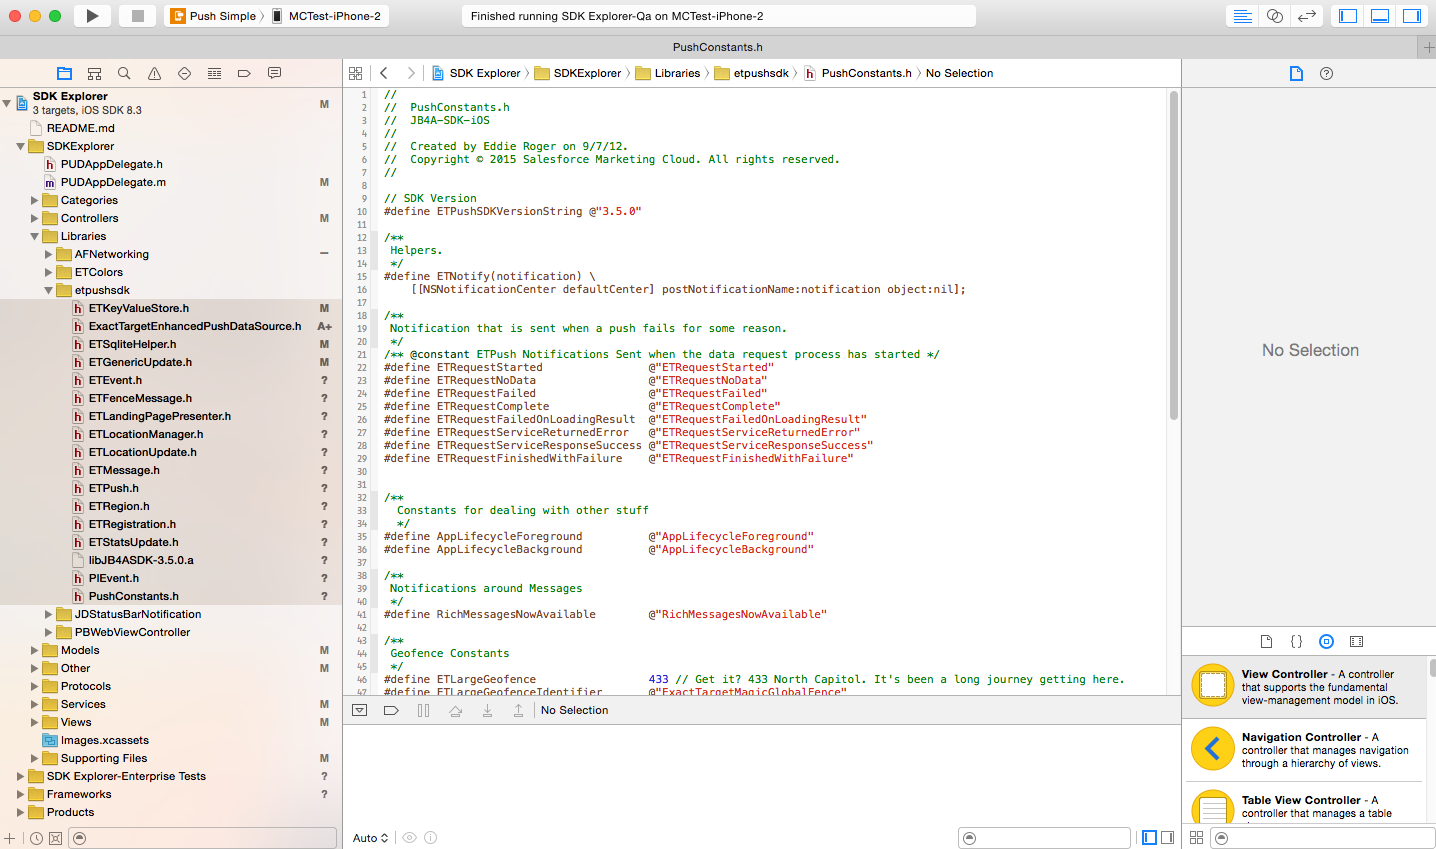 Push Simple
MCTest-iPhone-2
Finished running SDK Explorer-Qa on MCTest-iPhone-2
PushConstants.h
SDK Explorer
3 targets, iOS SDK 8.3
M
README.md
SDKExplorer
PUDAppDelegate.h
PUDAppDelegate.m M
Categories
Controllers M
Libraries
AFNetworking
ETColors
etpushsdk
ETKeyValueStore.h M
ExactTargetEnhancedPushDataSource.h A+
ETSqliteHelper.h M
ETGenericUpdate.h M
ETEvent.h ?
ETFenceMessage.h ?
ETLandingPagePresenter.h ?
ETLocationManager.h ?
ETLocationUpdate.h ?
ETMessage.h ?
ETPush.h ?
ETRegion.h ?
ETRegistration.h ?
ETStatsUpdate.h ?
libJB4ASDK-3.5.0.a ?
PIEvent.h ?
PushConstants.h ?
JDStatusBarNotification
PBWebViewController
Models M
Other M
Protocols
Services M
Views M
Images.xcassets
Supporting Files M
SDK Explorer-Enterprise Tests ?
Frameworks ?
Products
SDK Explorer SDKExplorer Libraries etpushsdk PushConstants.h No Selection
1 //
2 //  PushConstants.h
3 //  JB4A-SDK-iOS
4 //
5 //  Created by Eddie Roger on 9/7/12.
6 //  Copyright © 2015 Salesforce Marketing Cloud. All rights reserved.
7 //
8
9 // SDK Version
10 #define ETPushSDKVersionString @"3.5.0"
11
12 /**
13 Helpers.
14 */
15 #define ETNotify(notification) \
16 [[NSNotificationCenter defaultCenter] postNotificationName:notification object:nil];
17
18 /**
19 Notification that is sent when a push fails for some reason.
20 */
21 /** @constant ETPush Notifications Sent when the data request process has started */
22 #define ETRequestStarted @"ETRequestStarted"
23 #define ETRequestNoData @"ETRequestNoData"
24 #define ETRequestFailed @"ETRequestFailed"
25 #define ETRequestComplete @"ETRequestComplete"
26 #define ETRequestFailedOnLoadingResult @"ETRequestFailedOnLoadingResult"
27 #define ETRequestServiceReturnedError @"ETRequestServiceReturnedError"
28 #define ETRequestServiceResponseSuccess @"ETRequestServiceResponseSuccess"
29 #define ETRequestFinishedWithFailure @"ETRequestFinishedWithFailure"
30
31
32 /**
33 Constants for dealing with other stuff
34 */
35 #define AppLifecycleForeground @"AppLifecycleForeground"
36 #define AppLifecycleBackground @"AppLifecycleBackground"
37
38 /**
39 Notifications around Messages
40 */
41 #define RichMessagesNowAvailable @"RichMessagesNowAvailable"
42
43 /**
44 Geofence Constants
45 */
46 #define ETLargeGeofence 433 // Get it? 433 North Capitol. It's been a long journey getting here.
47 #define ETLargeGeofenceIdentifier @"ExactTargetMagicGlobalFence"
No Selection
Auto
No Selection
View Controller - A controller
that supports the fundamental
view-management model in iOS.
Navigation Controller - A
controller that manages navigation
through a hierarchy of views.
Table View Controller - A
controller that manages a table